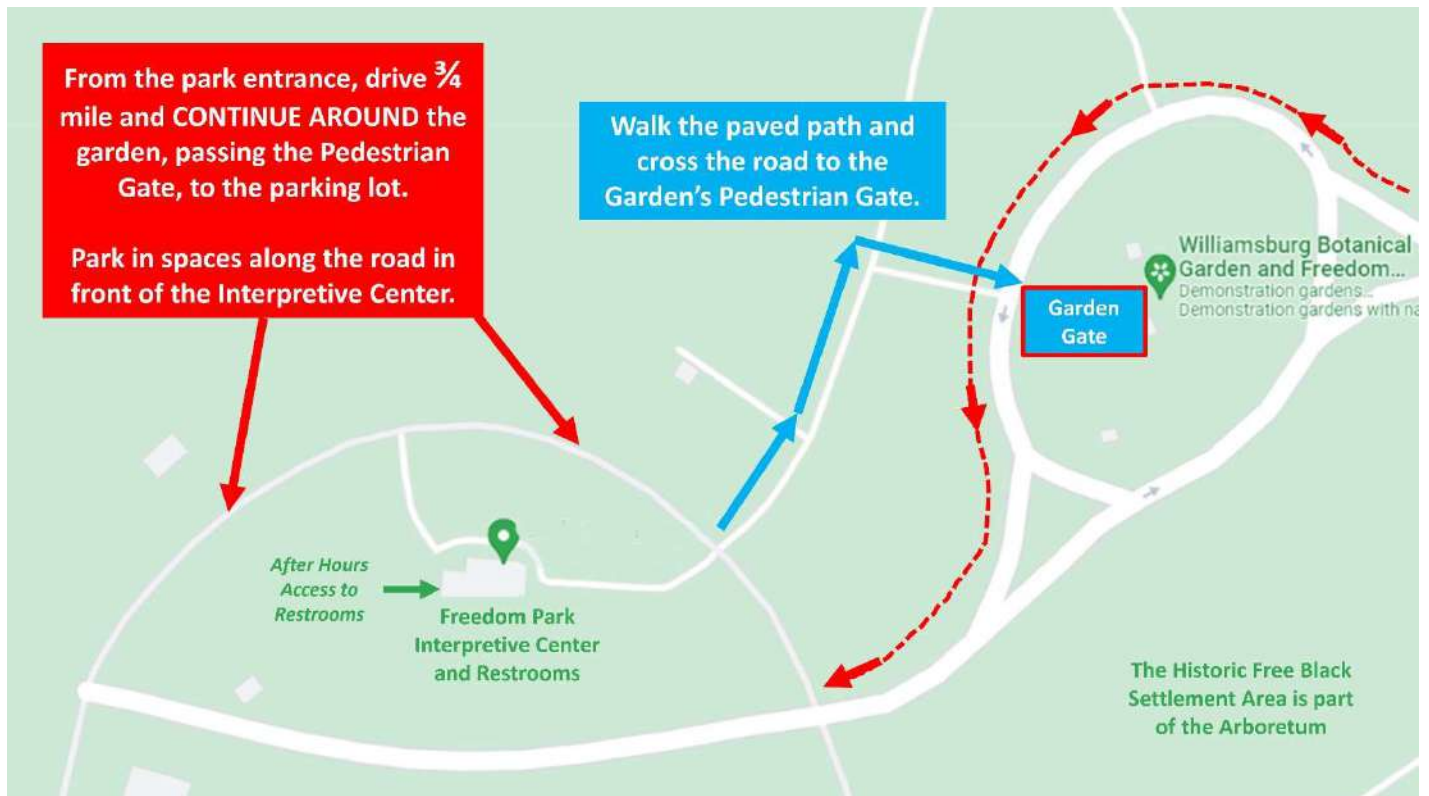 From the park entrance, drive ¾
mile and CONTINUE AROUND the
garden, passing the Pedestrian
Gate, to the parking lot.
Park in spaces along the road in
front of the Interpretive Center.
Walk the paved path and
cross the road to the
Garden's Pedestrian Gate.
Williamsburg Botanical
Garden and Freedom...
Demonstration gardens...
Demonstration gardens with na
Garden
Gate
After Hours
Access to
Restrooms
Freedom Park
Interpretive Center
and Restrooms
The Historic Free Black
Settlement Area is part
of the Arboretum